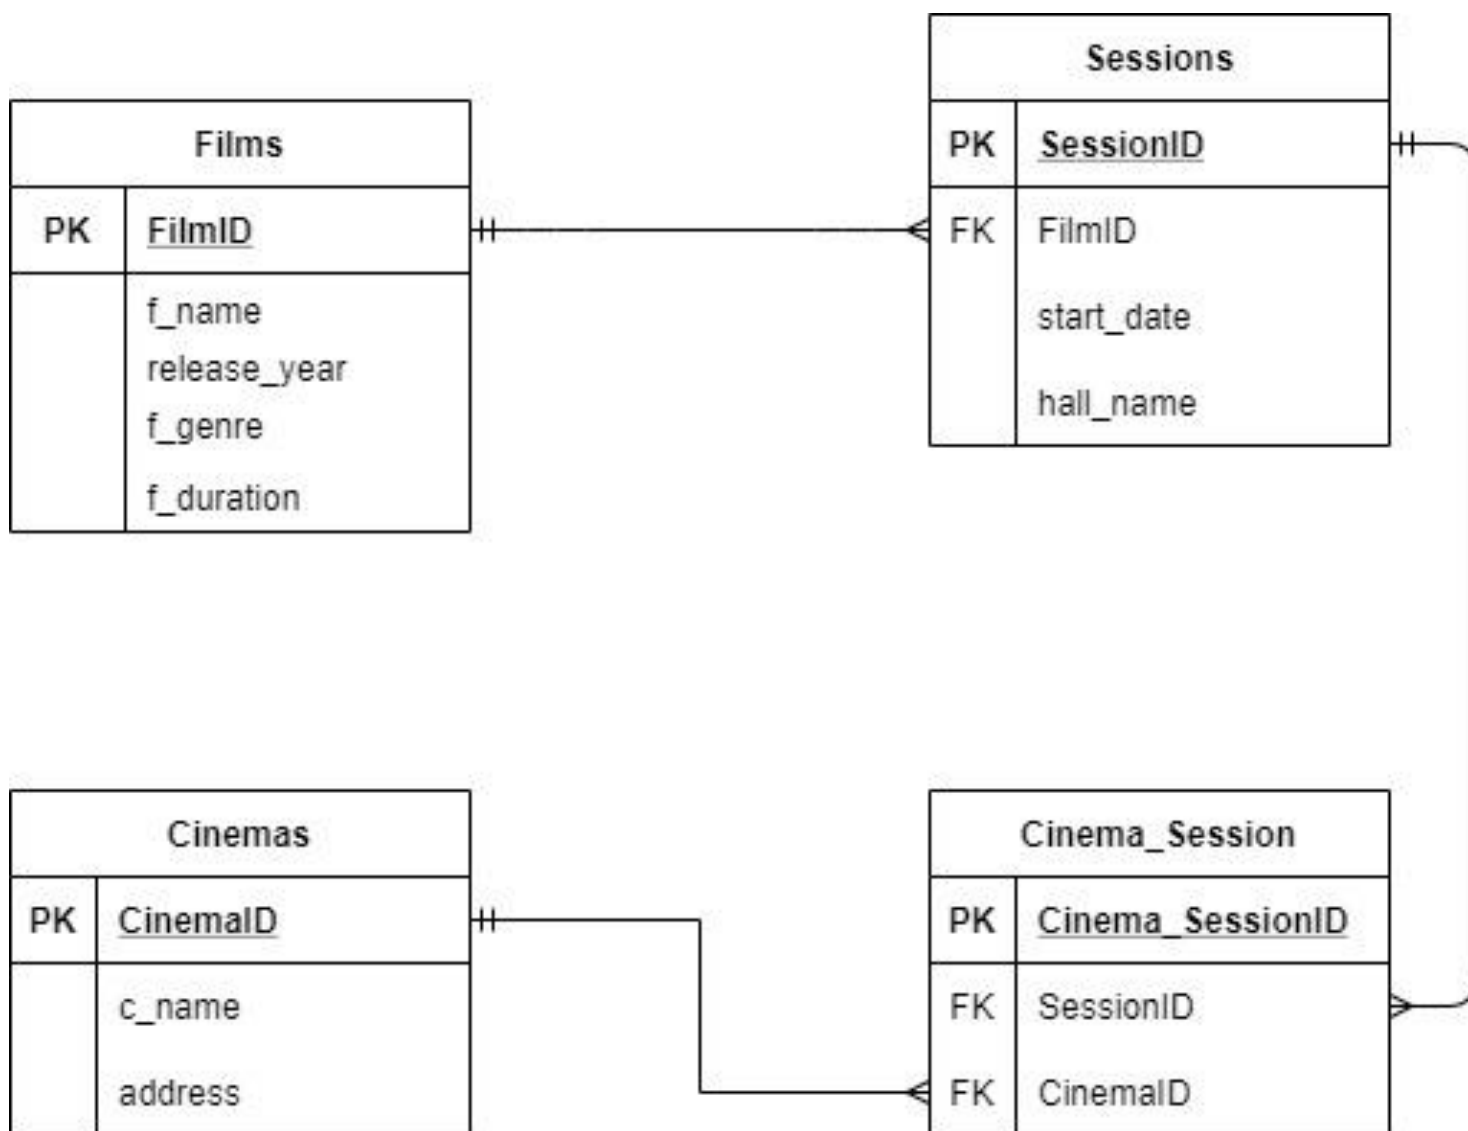 Films
PK FilmID
f_name
release_year
f_genre
f_duration
Sessions
PK SessionID
FK FilmID
start_date
hall_name
Cinemas
PK CinemaID
c_name
address
Cinema_Session
PK Cinema_SessionID
FK SessionID
FK CinemaID